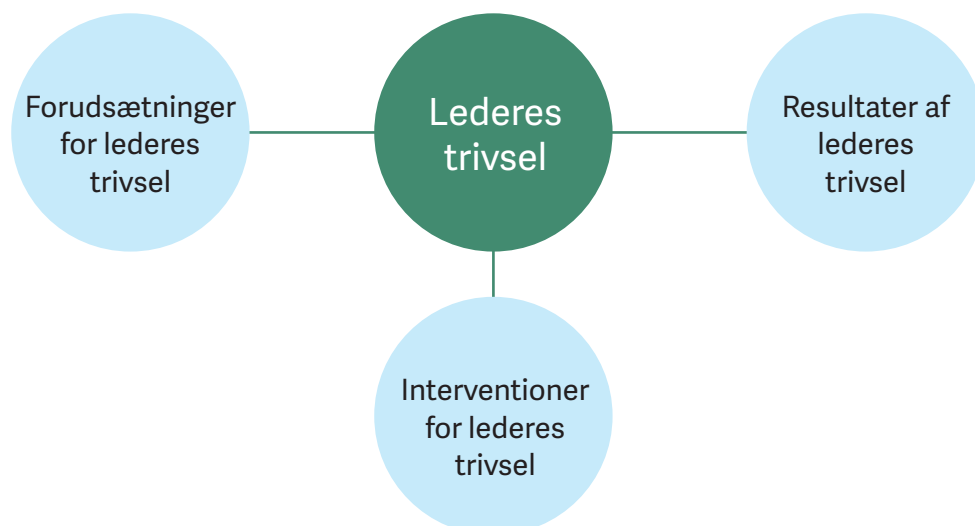 Forudsætninger
for lederes
trivsel
Lederes
trivsel
Resultater af
lederes
trivsel
Interventioner
for lederes
trivsel